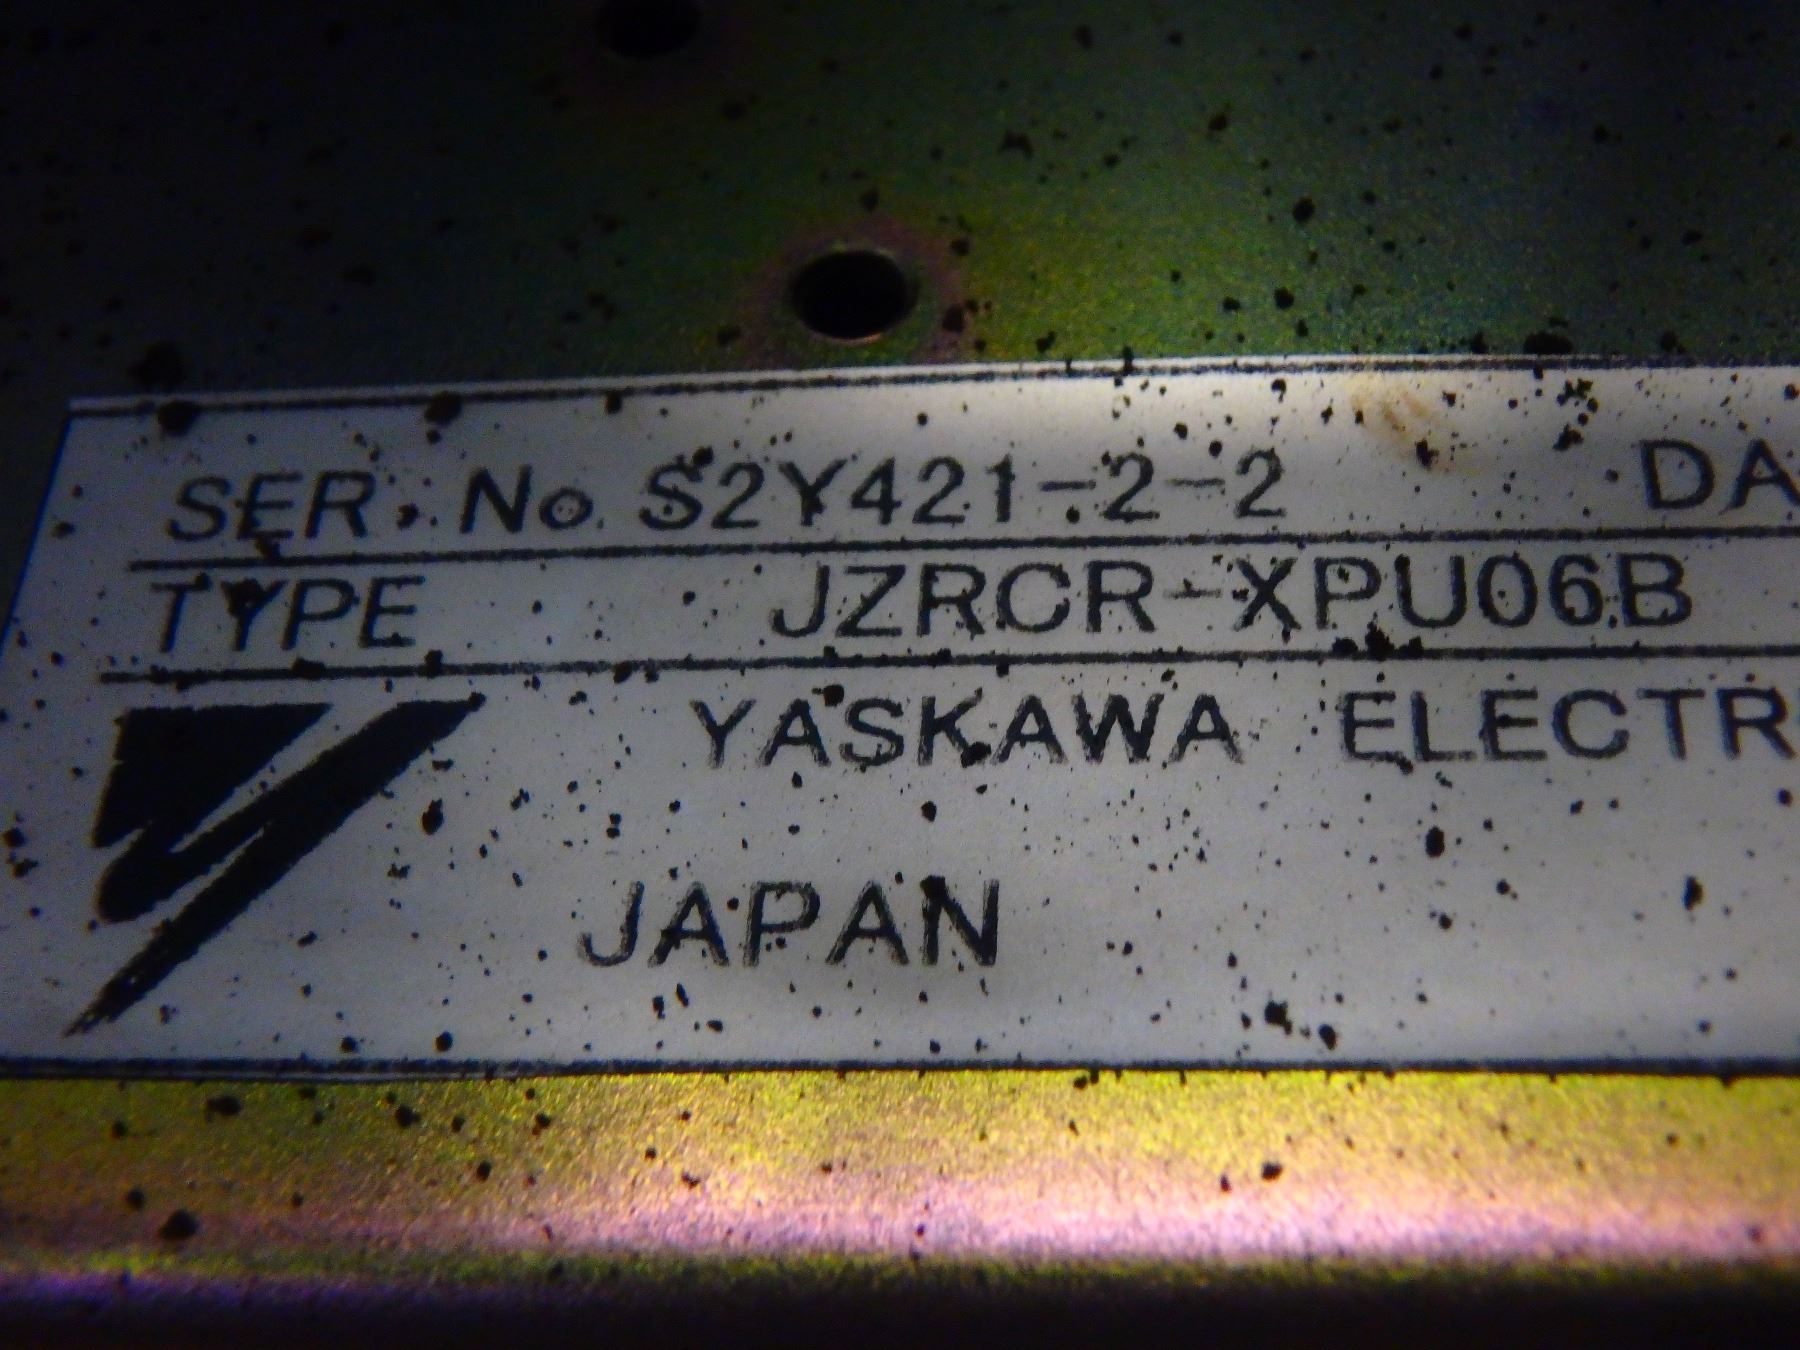 SER. No. S2Y421-2-2 DA
TYPE JZRCR-XPU06B
YASKAWA ELECTR
JAPAN